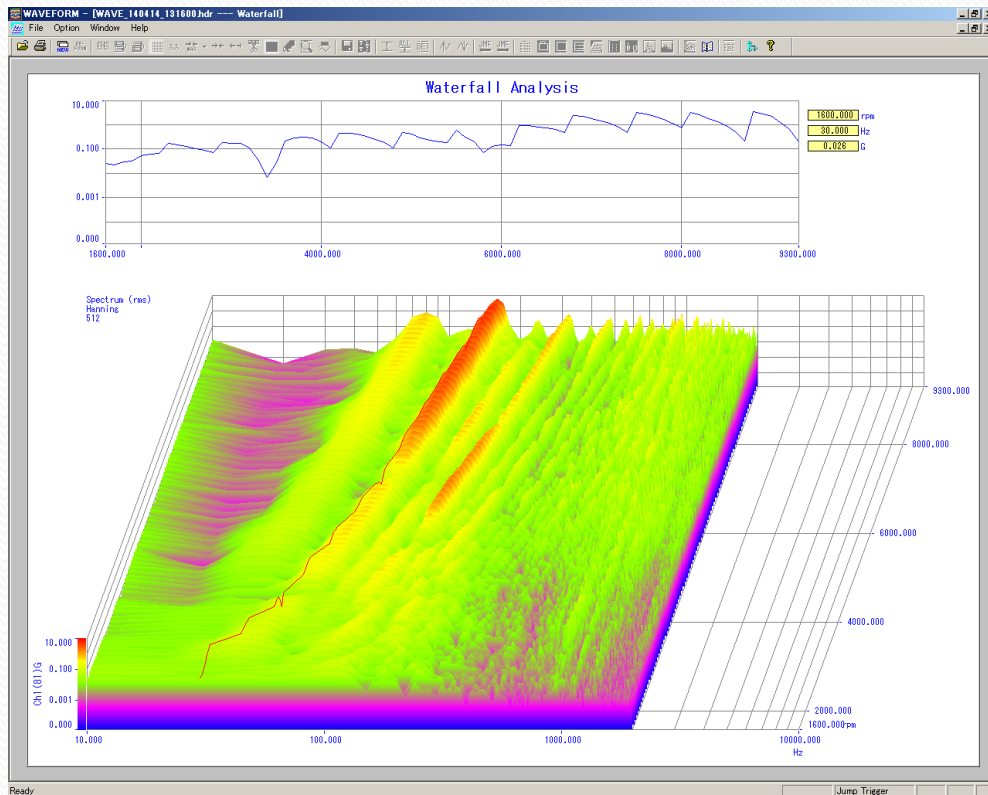 WAVEFORM - [WAVE_140414_131600.hdr --- Waterfall]
File Option Window Help
Waterfall Analysis
10.000
0.100
0.001
0.000
1600.000 4000.000 6000.000 8000.000 9300.000
1600.000 rpm
30.000 Hz
0.026 G
Spectrum (rms)
Hanning
512
9300.000
8000.000
6000.000
4000.000
2000.000
1600.000rpm
Ch1(81)G
10.000
0.100
0.001
0.000
10.000 100.000 1000.000 10000.000
Hz
Ready Jump Trigger